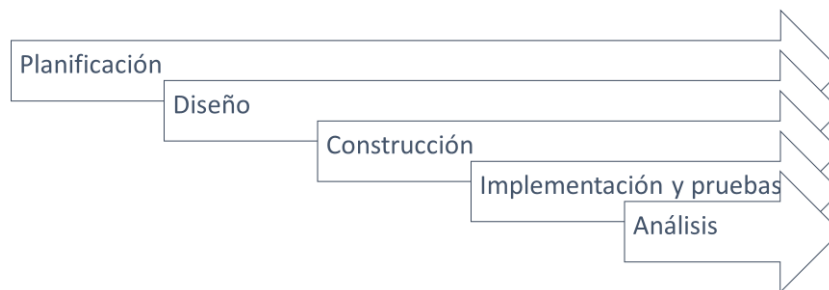 Planificación
Diseño
Construcción
Implementación y pruebas
Análisis